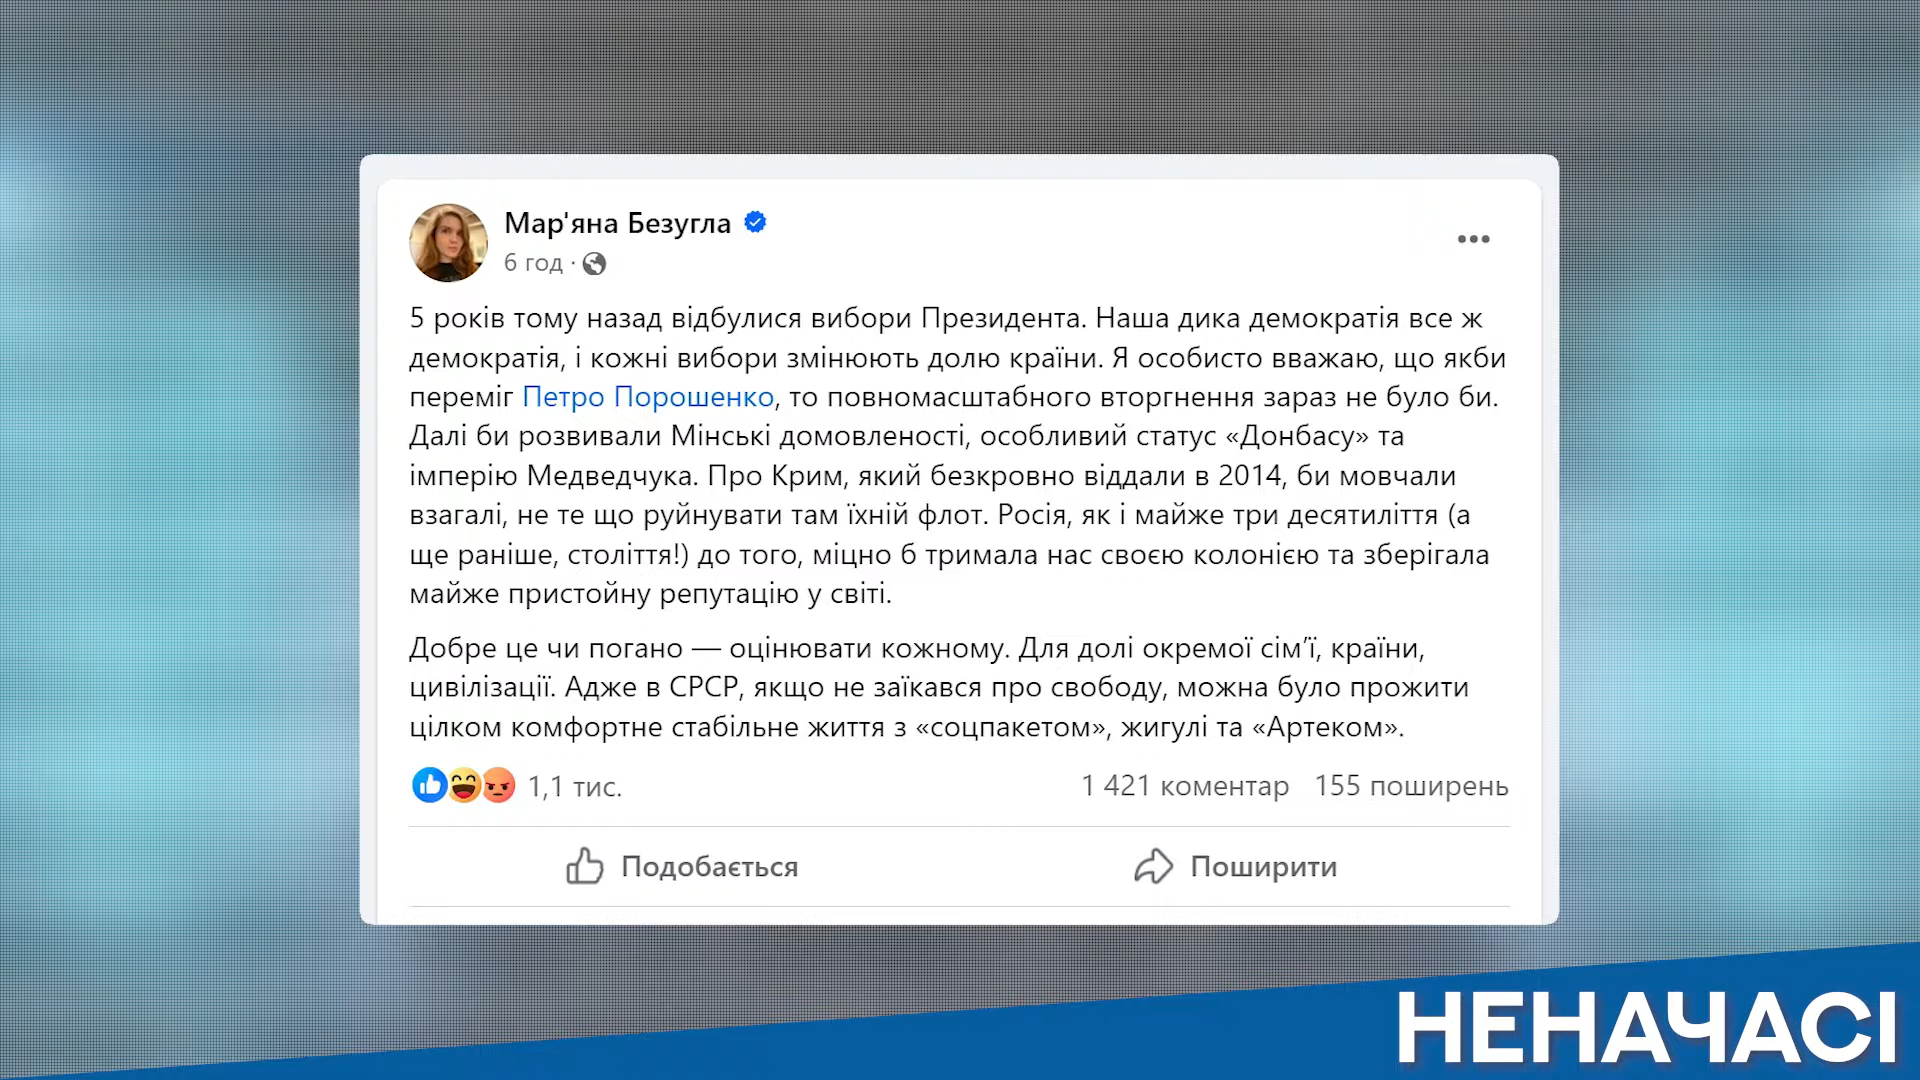 Мар'яна Безугла
6 год ·
5 років тому назад відбулися вибори Президента. Наша дика демократія все ж
демократія, і кожні вибори змінюють долю країни. Я особисто вважаю, що якби
переміг Петро Порошенко, то повномасштабного вторгнення зараз не було би.
Далі би розвивали Мінські домовленості, особливий статус «Донбасу» та
імперію Медведчука. Про Крим, який безкровно віддали в 2014, би мовчали
взагалі, не те що руйнувати там їхній флот. Росія, як і майже три десятиліття (а
ще раніше, століття!) до того, міцно б тримала нас своєю колонією та зберігала
майже пристойну репутацію у світі.
Добре це чи погано — оцінювати кожному. Для долі окремої сім’ї, країни,
цивілізації. Адже в СРСР, якщо не заїкався про свободу, можна було прожити
цілком комфортне стабільне життя з «соцпакетом», жигулі та «Артеком».
1,1 тис.
1 421 коментар 155 поширень
Подобається
Поширити
НЕНАЧАСІ